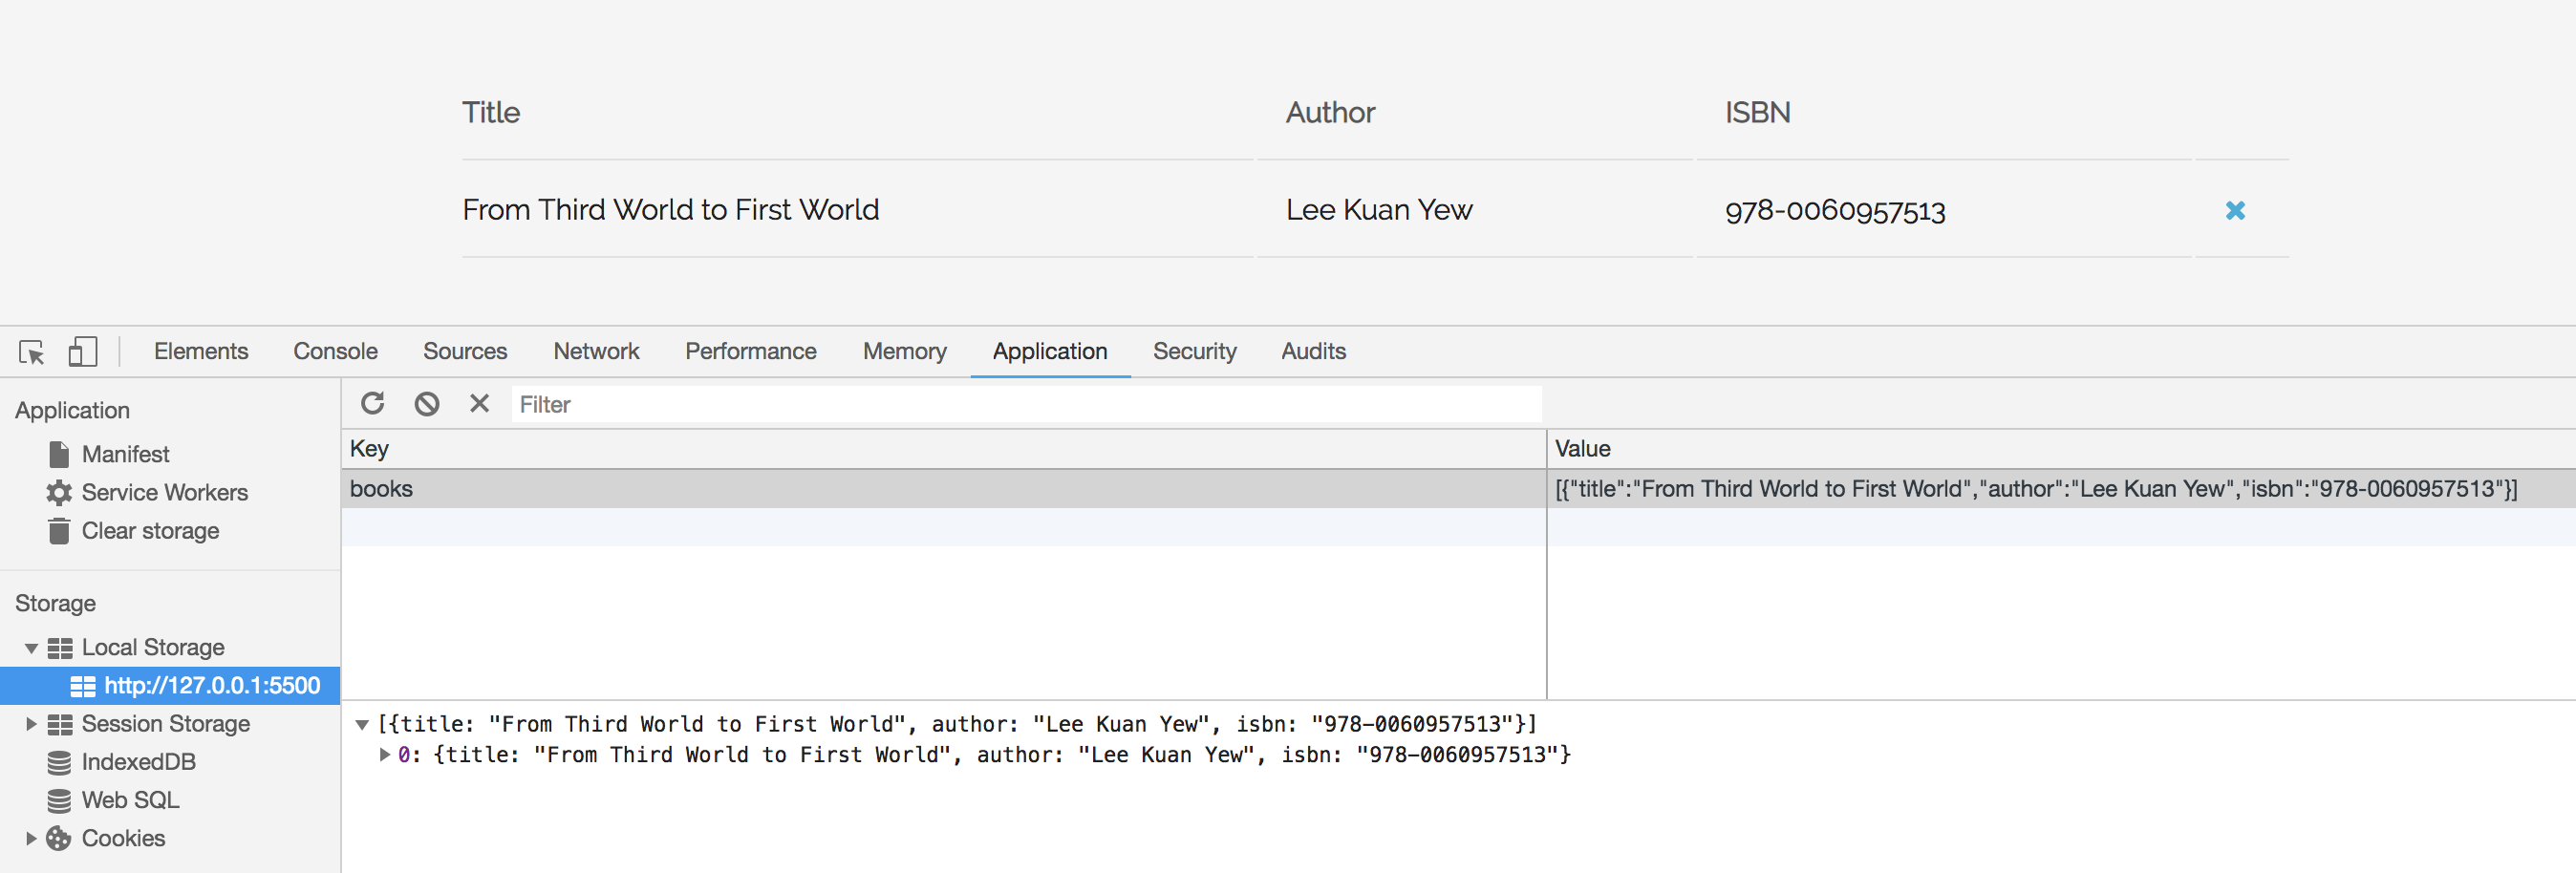 Title Author ISBN
From Third World to First World Lee Kuan Yew 978-0060957513
Elements Console Sources Network Performance Memory Application Security Audits
Application
Manifest
Service Workers
Clear storage
Storage
Local Storage
http://127.0.0.1:5500
Session Storage
IndexedDB
Web SQL
Cookies
Filter
Key Value
books [{"title":"From Third World to First World","author":"Lee Kuan Yew","isbn":"978-0060957513"}]
[{title: "From Third World to First World", author: "Lee Kuan Yew", isbn: "978-0060957513"}]
0: {title: "From Third World to First World", author: "Lee Kuan Yew", isbn: "978-0060957513"}